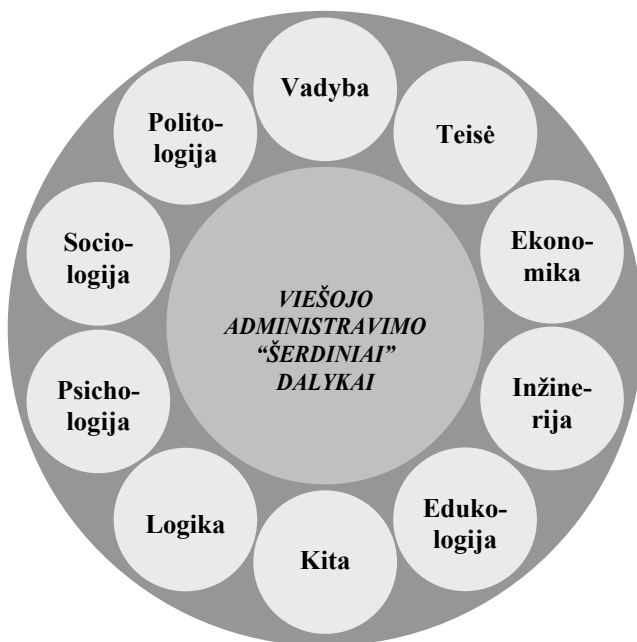 Vadyba
Teisė
Ekono-
mika
Inžine-
rija
Eduko-
logija
Kita
Logika
Psicho-
logija
Socio-
logija
Polito-
logija
VIEŠOJO
ADMINISTRAVIMO
“ŠERDINIAI”
DALYKAI